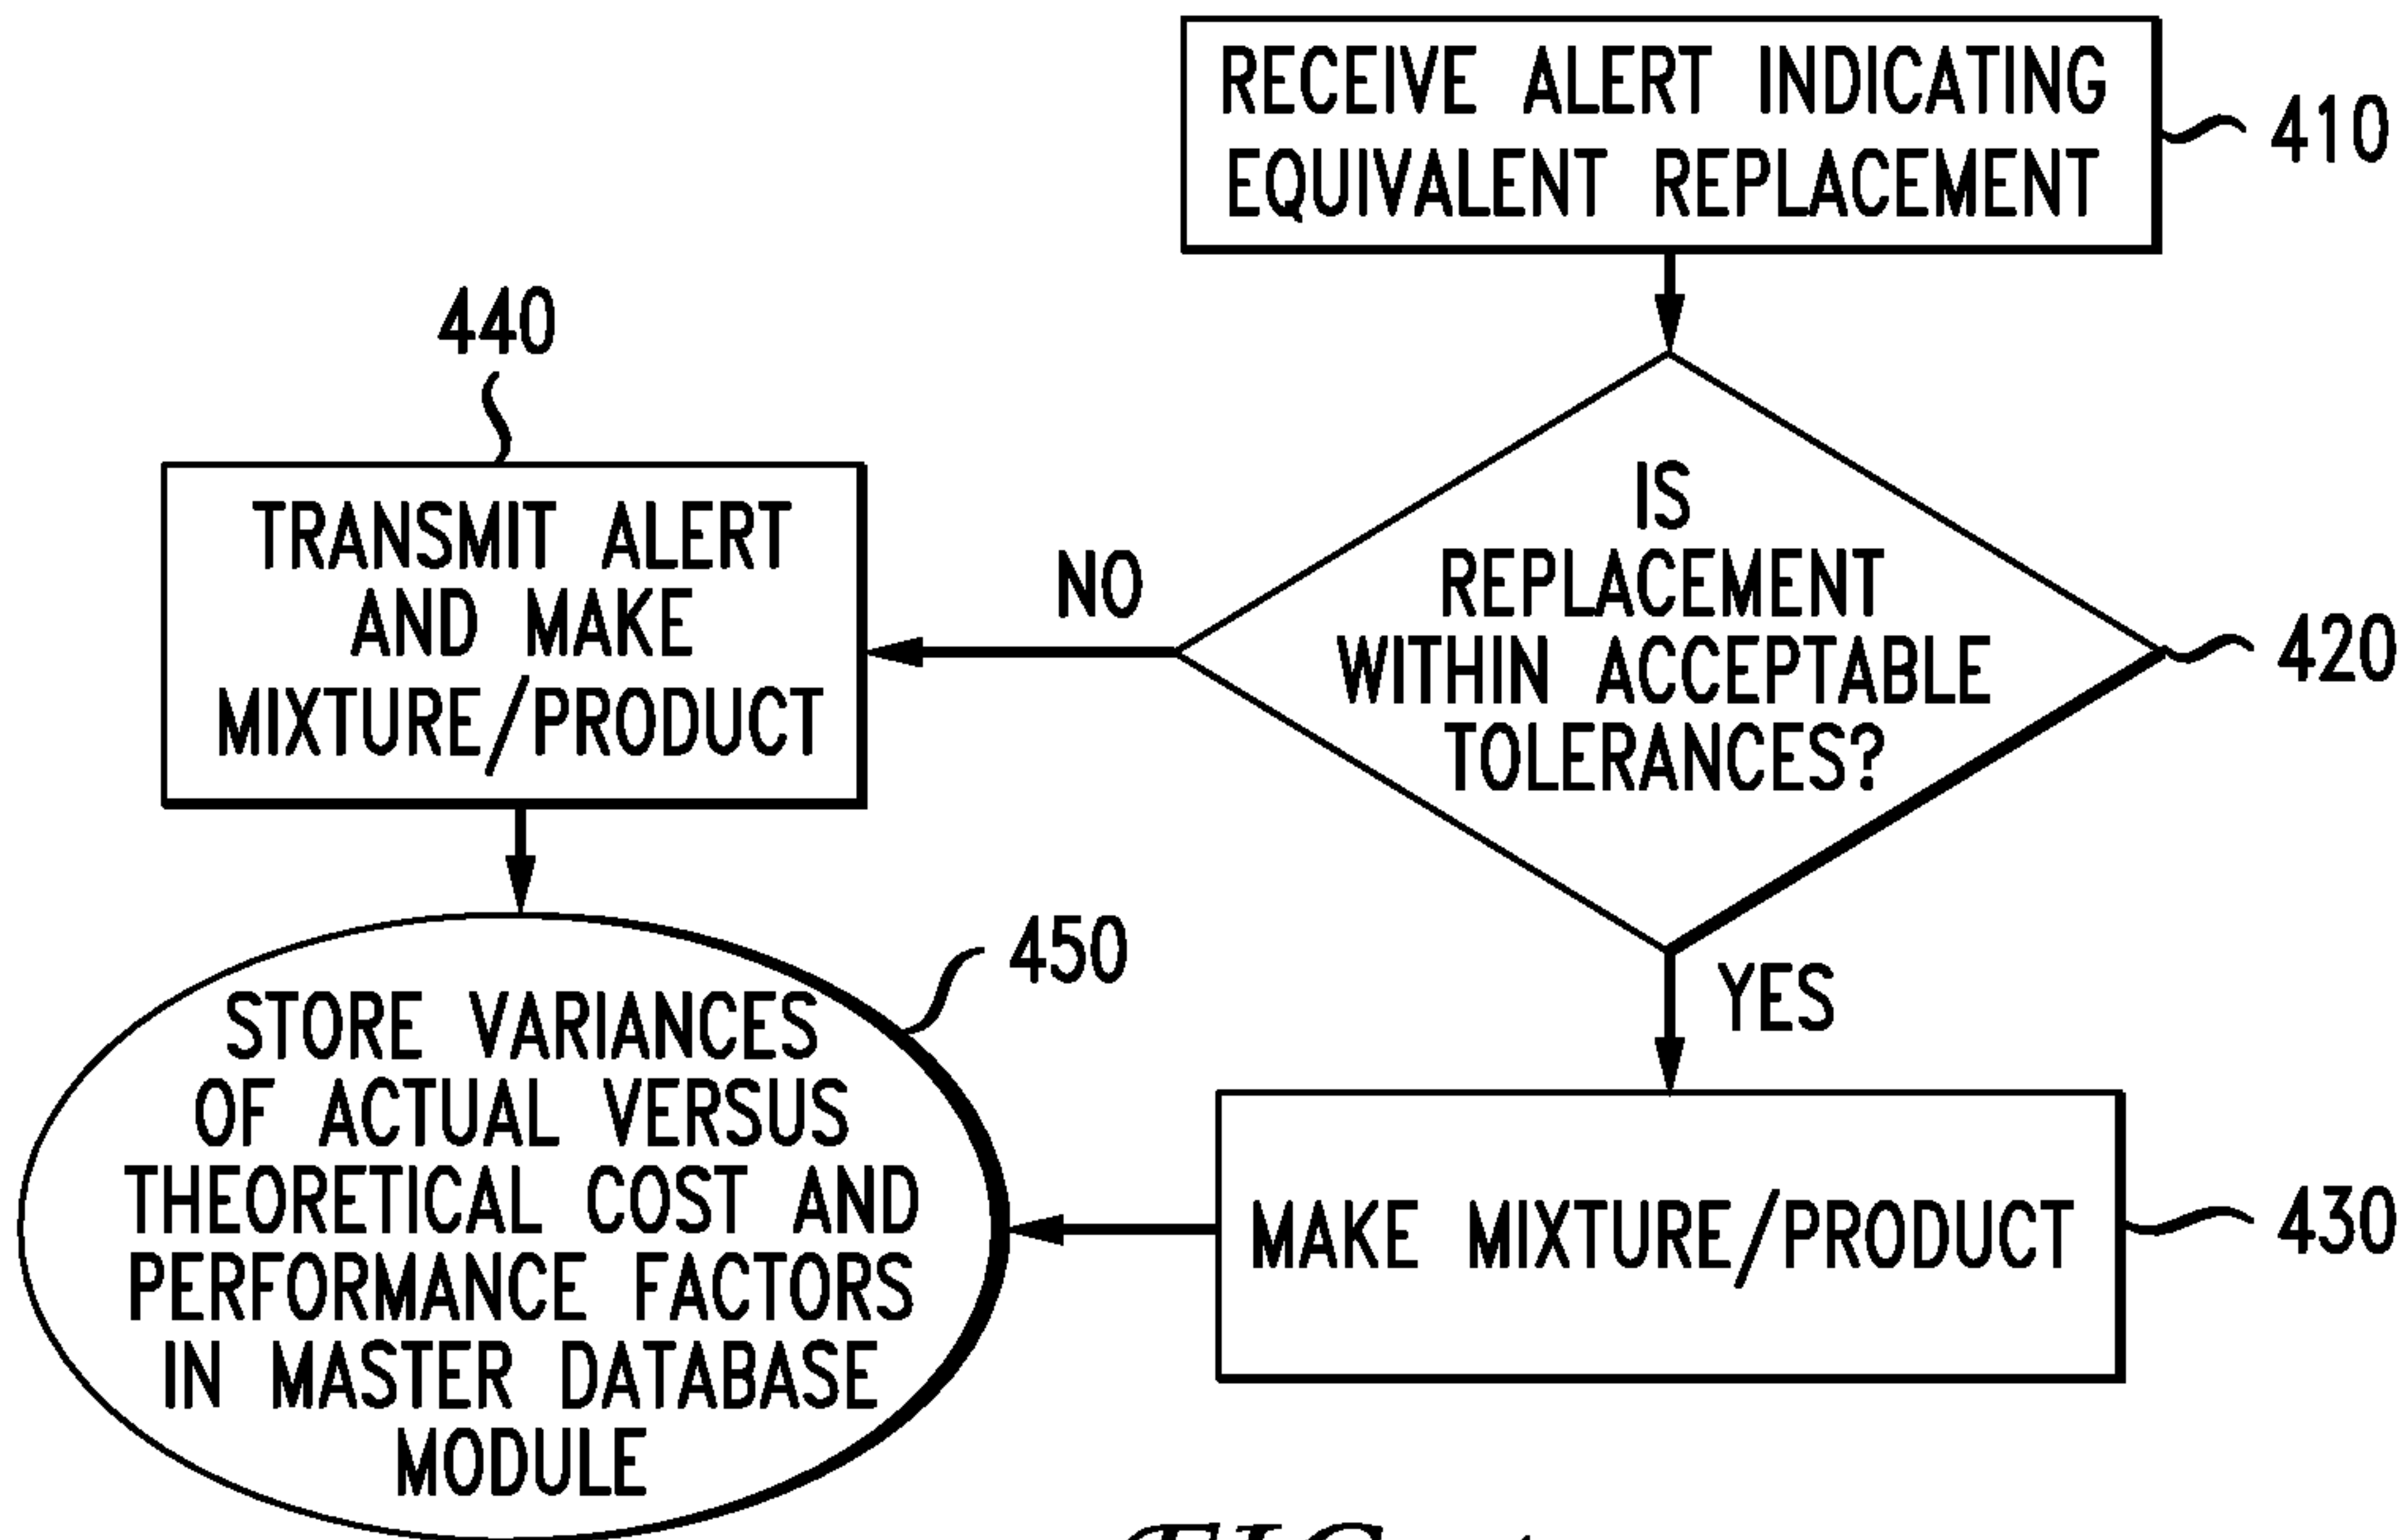 RECEIVE ALERT INDICATING
EQUIVALENT REPLACEMENT
410
440
TRANSMIT ALERT
AND MAKE
MIXTURE/PRODUCT
NO
IS
REPLACEMENT
WITHIN ACCEPTABLE
TOLERANCES?
420
450
YES
STORE VARIANCES
OF ACTUAL VERSUS
THEORETICAL COST AND
PERFORMANCE FACTORS
IN MASTER DATABASE
MODULE
MAKE MIXTURE/PRODUCT
430